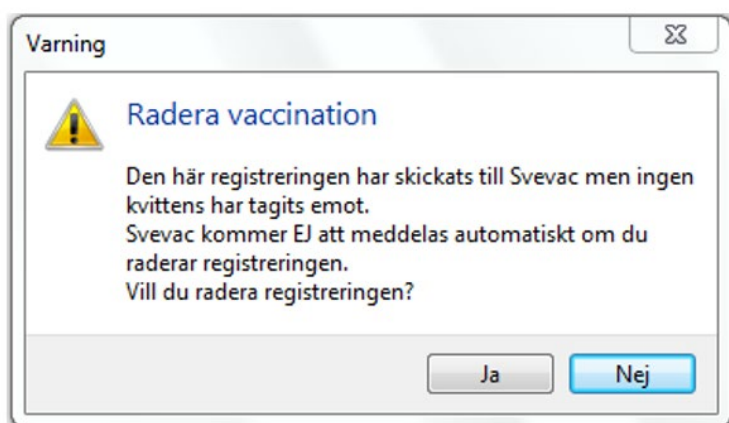 Varning
Radera vaccination
Den här registreringen har skickats till Svevac men ingen
kvittens har tagits emot.
Svevac kommer EJ att meddelas automatiskt om du
raderar registreringen.
Vill du radera registreringen?
Ja
Nej